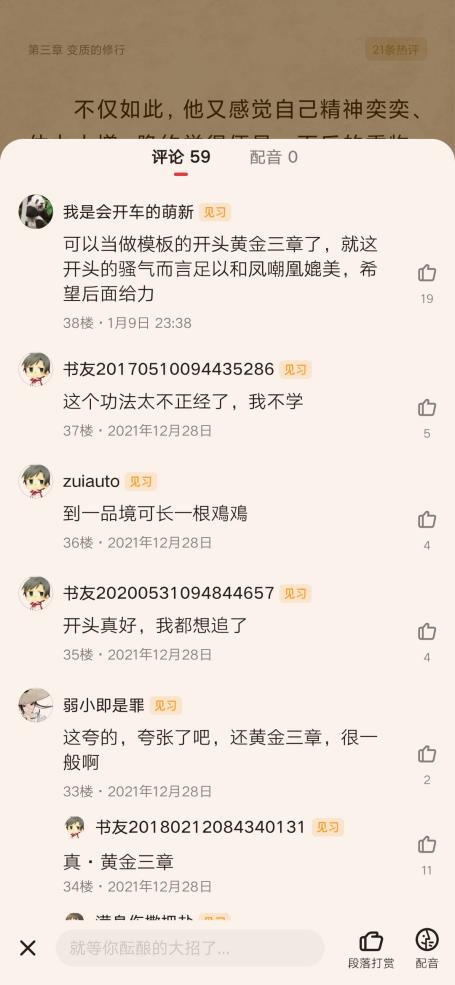 第三章 变质的修行
21条热评
不仅如此，他又感觉自己精神奕奕、
评论 59
配音 0
我是会开车的萌新 见习
可以当做模板的开头黄金三章了，就这
开头的骚气而言足以和凤嘲凰媲美，希
望后面给力
19
38楼・1月9日 23:38
书友20170510094435286 见习
这个功法太不正经了，我不学
5
37楼・2021年12月28日
zuiauto 见习
到一品境可长一根鳮鳮
4
36楼・2021年12月28日
书友20200531094844657 见习
开头真好，我都想追了
4
35楼・2021年12月28日
弱小即是罪 见习
这夸的，夸张了吧，还黄金三章，很一
般啊
2
33楼・2021年12月28日
书友20180212084340131 见习
真・黄金三章
11
34楼・2021年12月28日
就等你酝酿的大招了...
段落打赏
配音